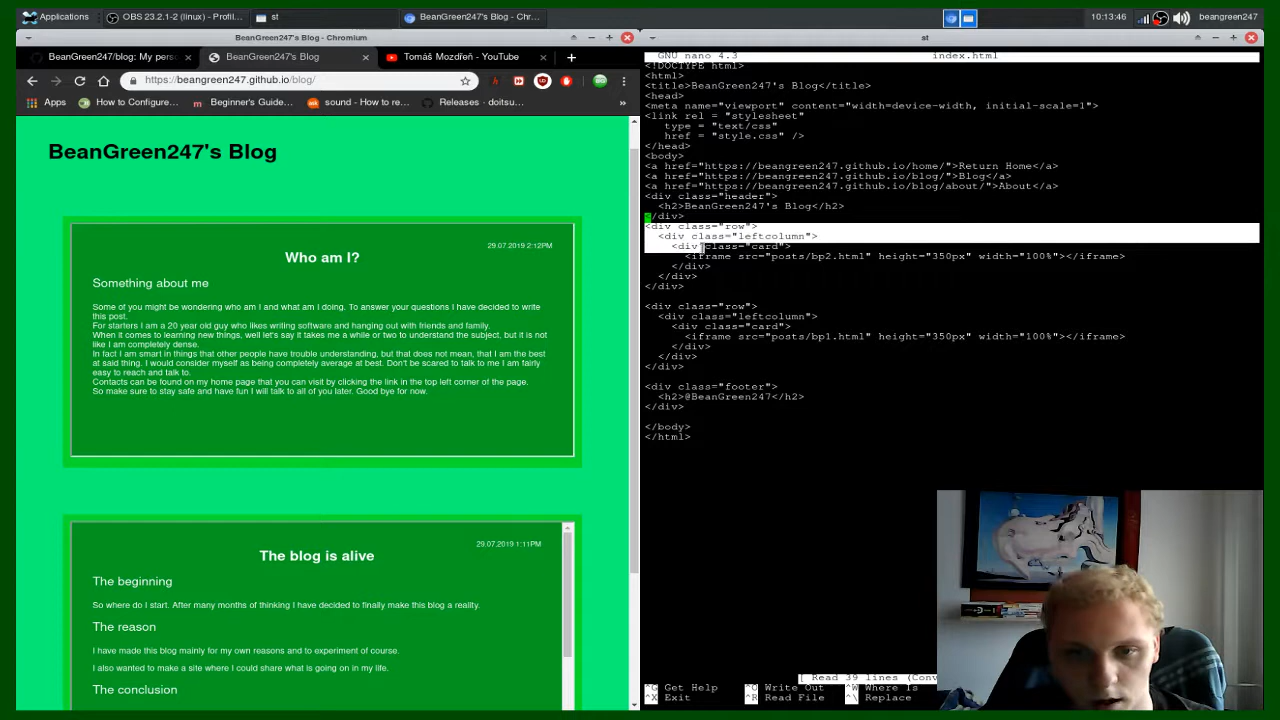 Applications
OBS 23.2.1-2 (linux) - Profil...
st
BeanGreen247's Blog - Chr...
10:13:46
beangreen247
BeanGreen247's Blog - Chromium
BeanGreen247/blog: My pers
BeanGreen247's Blog
Tomáš Mozdřeň - YouTube
https://beangreen247.github.io/blog/
Apps
How to Configure...
Beginner's Guide...
sound - How to re...
Releases · doitsu...
»
BeanGreen247's Blog
29.07.2019 2:12PM
Who am I?
Something about me
Some of you might be wondering who am I and what am I doing. To answer your questions I have decided to write
this post.
For starters I am a 20 year old guy who likes writing software and hanging out with friends and family.
When it comes to learning new things, well let's say it takes me a while or two to understand the subject, but it is not
like I am completely dense.
In fact I am smart in things that other people have trouble understanding, but that does not mean, that I am the best
at said thing. I would consider myself as being completely average at best. Don't be scared to talk to me I am fairly
easy to reach and talk to.
Contacts can be found on my home page that you can visit by clicking the link in the top left corner of the page.
So make sure to stay safe and have fun I will talk to all of you later. Good bye for now.
29.07.2019 1:11PM
The blog is alive
The beginning
So where do I start. After many months of thinking I have decided to finally make this blog a reality.
The reason
I have made this blog mainly for my own reasons and to experiment of course.
I also wanted to make a site where I could share what is going on in my life.
The conclusion
st
GNU nano 4.3 index.html
<!DOCTYPE html>
<html>
<title>BeanGreen247's Blog</title>
<head>
<meta name="viewport" content="width=device-width, initial-scale=1">
<link rel = "stylesheet"
type = "text/css"
href = "style.css" />
</head>
<body>
<a href="https://beangreen247.github.io/home/">Return Home</a>
<a href="https://beangreen247.github.io/blog/">Blog</a>
<a href="https://beangreen247.github.io/blog/about/">About</a>
<div class="header">
<h2>BeanGreen247's Blog</h2>
</div>
<div class="row">
<div class="leftcolumn">
<div class="card">
<iframe src="posts/bp2.html" height="350px" width="100%"></iframe>
</div>
</div>
</div>
<div class="row">
<div class="leftcolumn">
<div class="card">
<iframe src="posts/bp1.html" height="350px" width="100%"></iframe>
</div>
</div>
</div>
<div class="footer">
<h2>@BeanGreen247</h2>
</div>
</body>
</html>
[ Read 39 lines (Conv
^G Get Help ^O Write Out ^W Where Is
^X Exit ^R Read File ^\ Replace